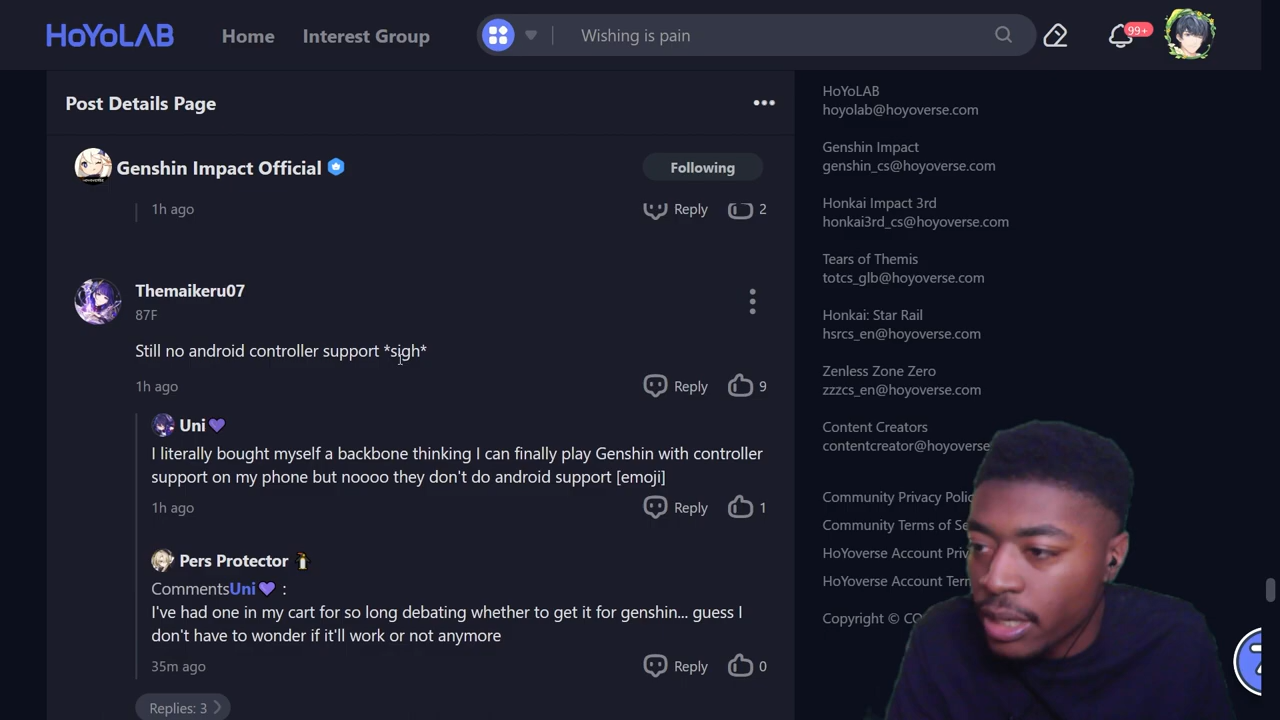 HoYoLAB
Home
Interest Group
Wishing is pain
99+
Post Details Page
Genshin Impact Official
Following
1h ago
Reply
2
Themaikeru07
87F
Still no android controller support *sigh*
1h ago
Reply
9
Uni💜
I literally bought myself a backbone thinking I can finally play Genshin with controller
support on my phone but noooo they don't do android support [emoji]
1h ago
Reply
1
Pers Protector 🐧
CommentsUni💜 :
I've had one in my cart for so long debating whether to get it for genshin... guess I
don't have to wonder if it'll work or not anymore
35m ago
Reply
0
Replies: 3
HoYoLAB
hoyolab@hoyoverse.com
Genshin Impact
genshin_cs@hoyoverse.com
Honkai Impact 3rd
honkai3rd_cs@hoyoverse.com
Tears of Themis
totcs_glb@hoyoverse.com
Honkai: Star Rail
hsrcs_en@hoyoverse.com
Zenless Zone Zero
zzzcs_en@hoyoverse.com
Content Creators
contentcreator@hoyoverse
Community Privacy Polic
Community Terms of Se
HoYoverse Account Priv
HoYoverse Account Tern
Copyright © CO